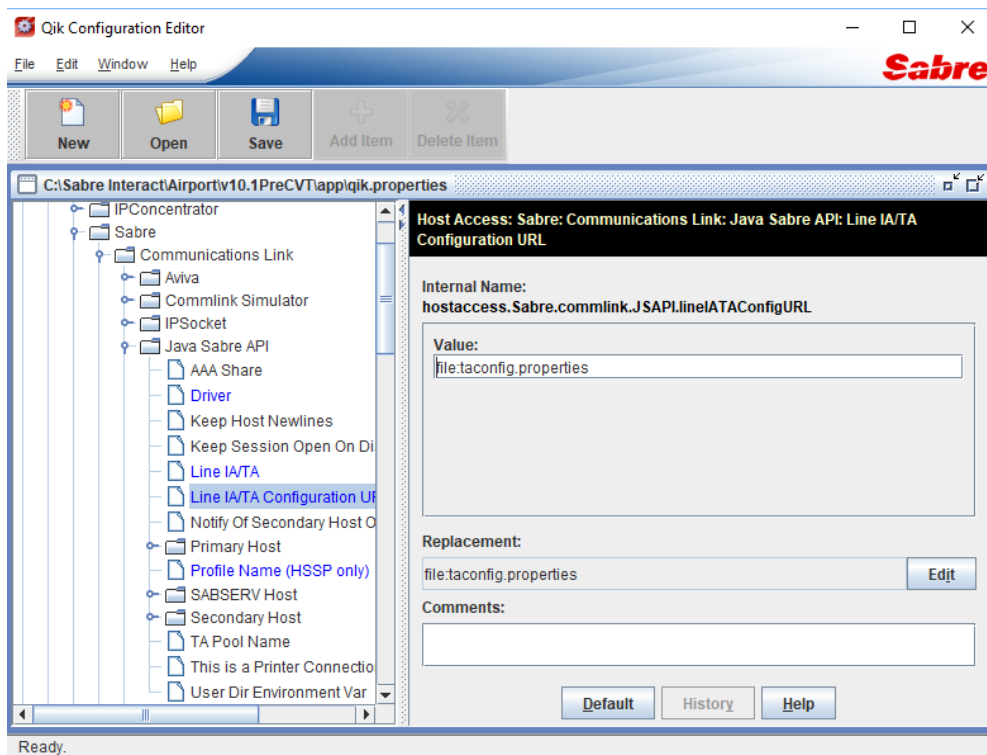 Qik Configuration Editor
File Edit Window Help
Sabre
New Open Save Add Item Delete Item
C:\Sabre Interact\Airport\v10.1PreCVT\app\qik.properties
IPConcentrator
Sabre
Communications Link
Aviva
Commlink Simulator
IPSocket
Java Sabre API
AAA Share
Driver
Keep Host Newlines
Keep Session Open On Di
Line IA/TA
Line IA/TA Configuration UR
Notify Of Secondary Host O
Primary Host
Profile Name (HSSP only)
SABSERV Host
Secondary Host
TA Pool Name
This is a Printer Connectio
User Dir Environment Var
Host Access: Sabre: Communications Link: Java Sabre API: Line IA/TA
Configuration URL
Internal Name:
hostaccess.Sabre.commlink.JSAPI.lineIATAConfigURL
Value:
file:taconfig.properties
Replacement:
file:taconfig.properties
Edit
Comments:
Default History Help
Ready.